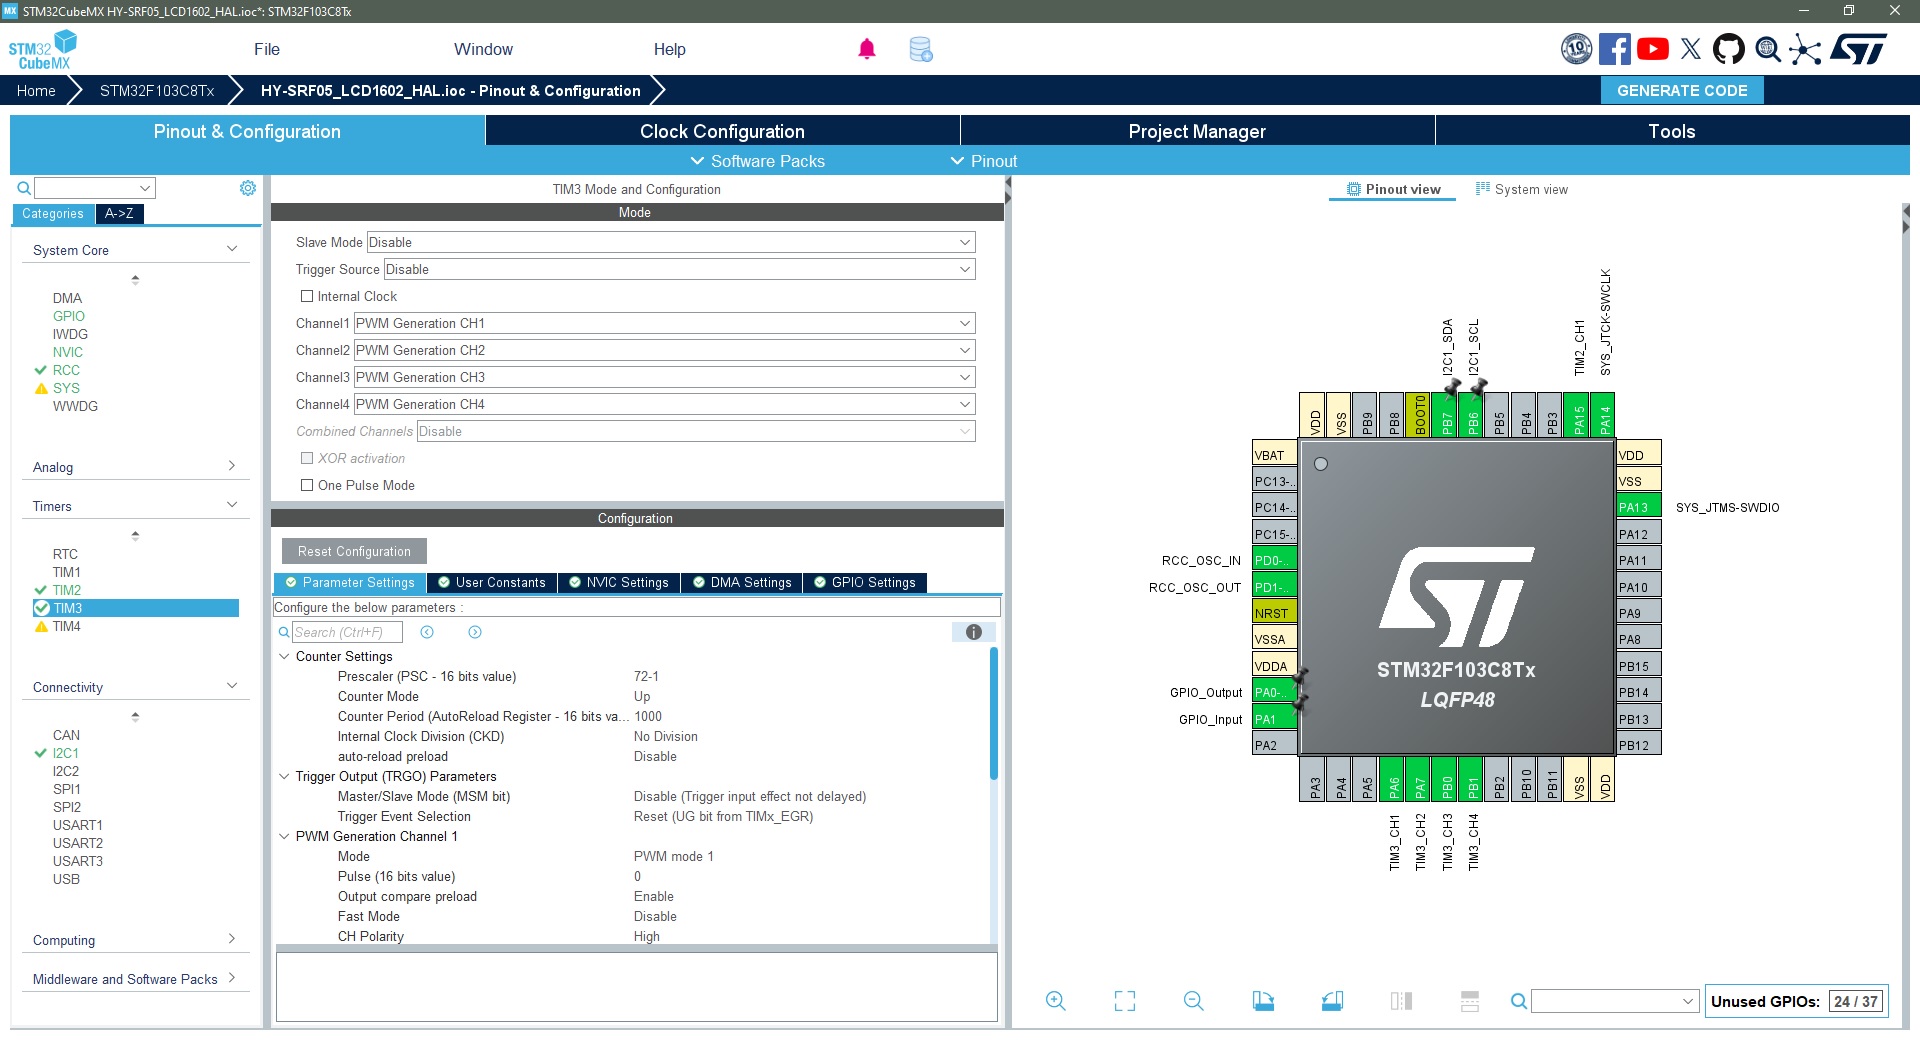 STM32CubeMX HY-SRF05_LCD1602_HAL.ioc*: STM32F103C8Tx
STM32 CubeMX
File
Window
Help
10
ST
Home
STM32F103C8Tx
HY-SRF05_LCD1602_HAL.ioc - Pinout & Configuration
GENERATE CODE
Pinout & Configuration
Clock Configuration
Project Manager
Tools
Software Packs
Pinout
Categories
A->Z
System Core
DMA
GPIO
IWDG
NVIC
RCC
SYS
WWDG
Analog
Timers
RTC
TIM1
TIM2
TIM3
TIM4
Connectivity
CAN
I2C1
I2C2
SPI1
SPI2
USART1
USART2
USART3
USB
Computing
Middleware and Software Packs
TIM3 Mode and Configuration
Mode
Slave Mode Disable
Trigger Source Disable
Internal Clock
Channel1 PWM Generation CH1
Channel2 PWM Generation CH2
Channel3 PWM Generation CH3
Channel4 PWM Generation CH4
Combined Channels Disable
XOR activation
One Pulse Mode
Configuration
Reset Configuration
Parameter Settings
User Constants
NVIC Settings
DMA Settings
GPIO Settings
Configure the below parameters :
Search (Ctrl+F)
Counter Settings
Prescaler (PSC - 16 bits value) 72-1
Counter Mode Up
Counter Period (AutoReload Register - 16 bits va... 1000
Internal Clock Division (CKD) No Division
auto-reload preload Disable
Trigger Output (TRGO) Parameters
Master/Slave Mode (MSM bit) Disable (Trigger input effect not delayed)
Trigger Event Selection Reset (UG bit from TIMx_EGR)
PWM Generation Channel 1
Mode PWM mode 1
Pulse (16 bits value) 0
Output compare preload Enable
Fast Mode Disable
CH Polarity High
Pinout view
System view
I2C1_SDA
I2C1_SCL
TIM2_CH1
SYS_JTCK-SWCLK
VDD
VSS
PB9
PB8
BOOT0
PB7
PB6
PB5
PB4
PB3
PA15
PA14
VBAT
PC13-..
PC14-..
PC15-..
RCC_OSC_IN PD0-..
RCC_OSC_OUT PD1-..
NRST
VSSA
VDDA
GPIO_Output PA0-..
GPIO_Input PA1
PA2
VDD
VSS
PA13 SYS_JTMS-SWDIO
PA12
PA11
PA10
PA9
PA8
PB15
PB14
PB13
PB12
ST
STM32F103C8Tx
LQFP48
PA3
PA4
PA5
PA6
PA7
PB0
PB1
PB2
PB10
PB11
VSS
VDD
TIM3_CH1
TIM3_CH2
TIM3_CH3
TIM3_CH4
Unused GPIOs: 24 / 37